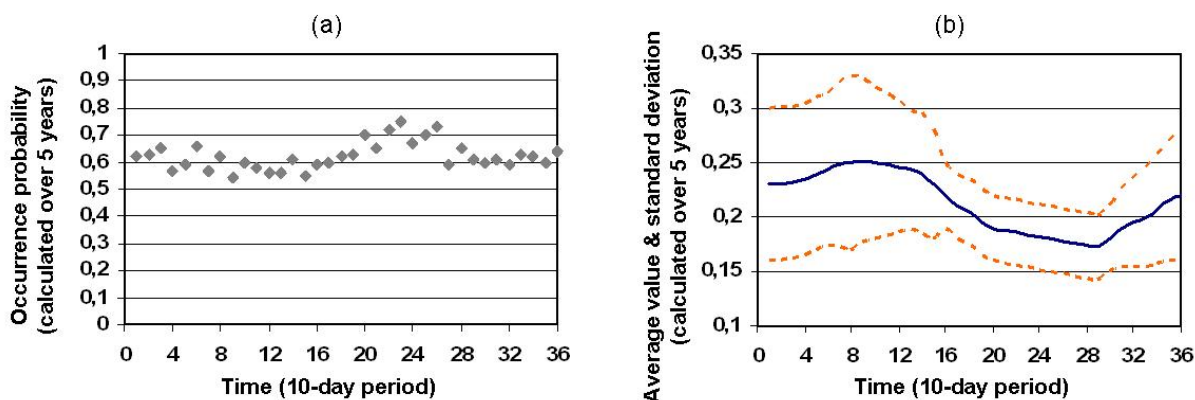 (a)
Occurrence probability
(calculated over 5 years)
1
0,9
0,8
0,7
0,6
0,5
0,4
0,3
0,2
0,1
0
0 4 8 12 16 20 24 28 32 36
Time (10-day period)
(b)
Average value & standard deviation
(calculated over 5 years)
0,35
0,3
0,25
0,2
0,15
0,1
0 4 8 12 16 20 24 28 32 36
Time (10-day period)